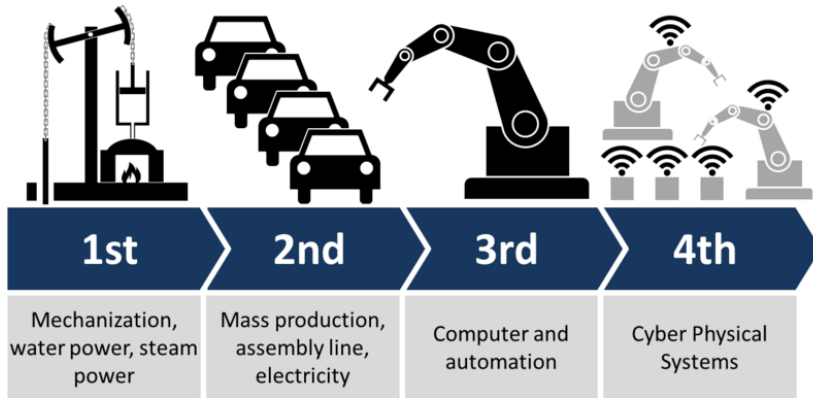 1st
2nd
3rd
4th
Mechanization,
water power, steam
power
Mass production,
assembly line,
electricity
Computer and
automation
Cyber Physical
Systems